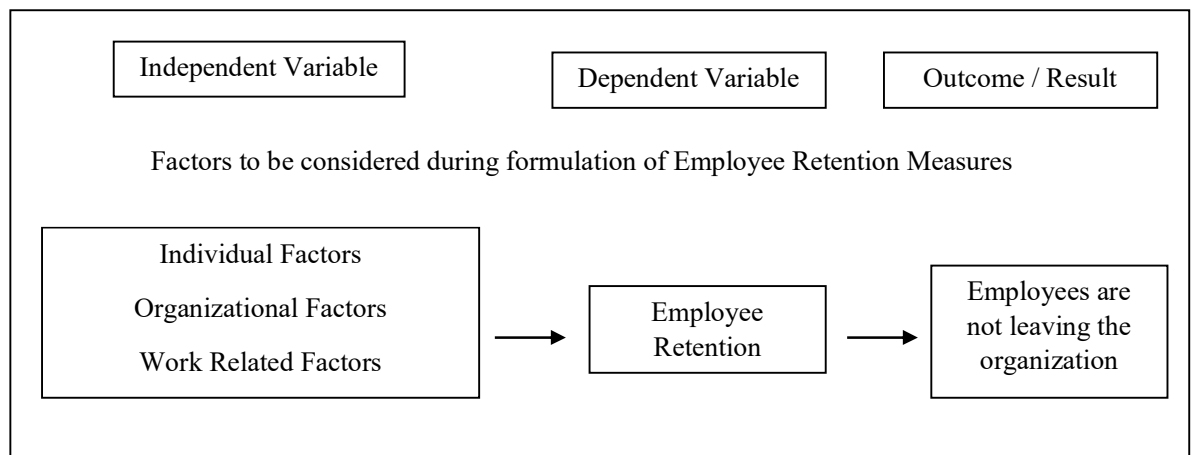 Independent Variable
Dependent Variable
Outcome / Result
Factors to be considered during formulation of Employee Retention Measures
Individual Factors
Organizational Factors
Work Related Factors
Employee
Retention
Employees are
not leaving the
organization